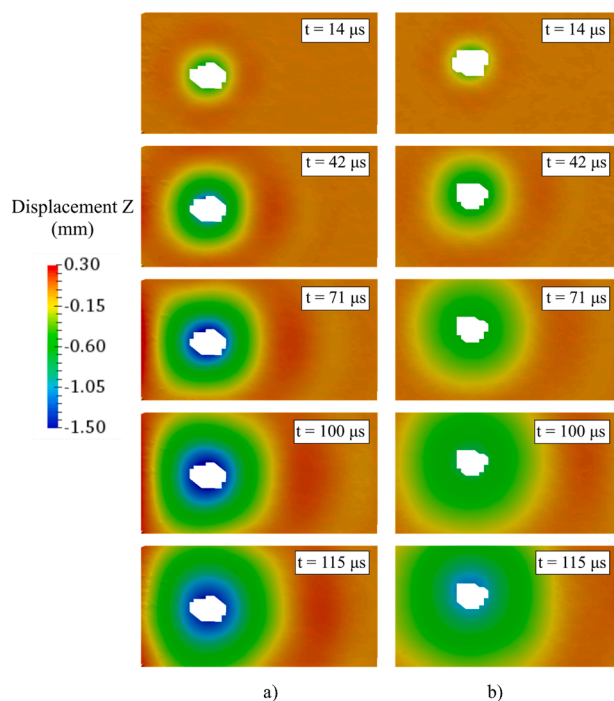 t = 14 μs
t = 14 μs
t = 42 μs
t = 42 μs
Displacement Z
(mm)
0.30
-0.15
-0.60
-1.05
-1.50
t = 71 μs
t = 71 μs
t = 100 μs
t = 100 μs
t = 115 μs
t = 115 μs
a)
b)